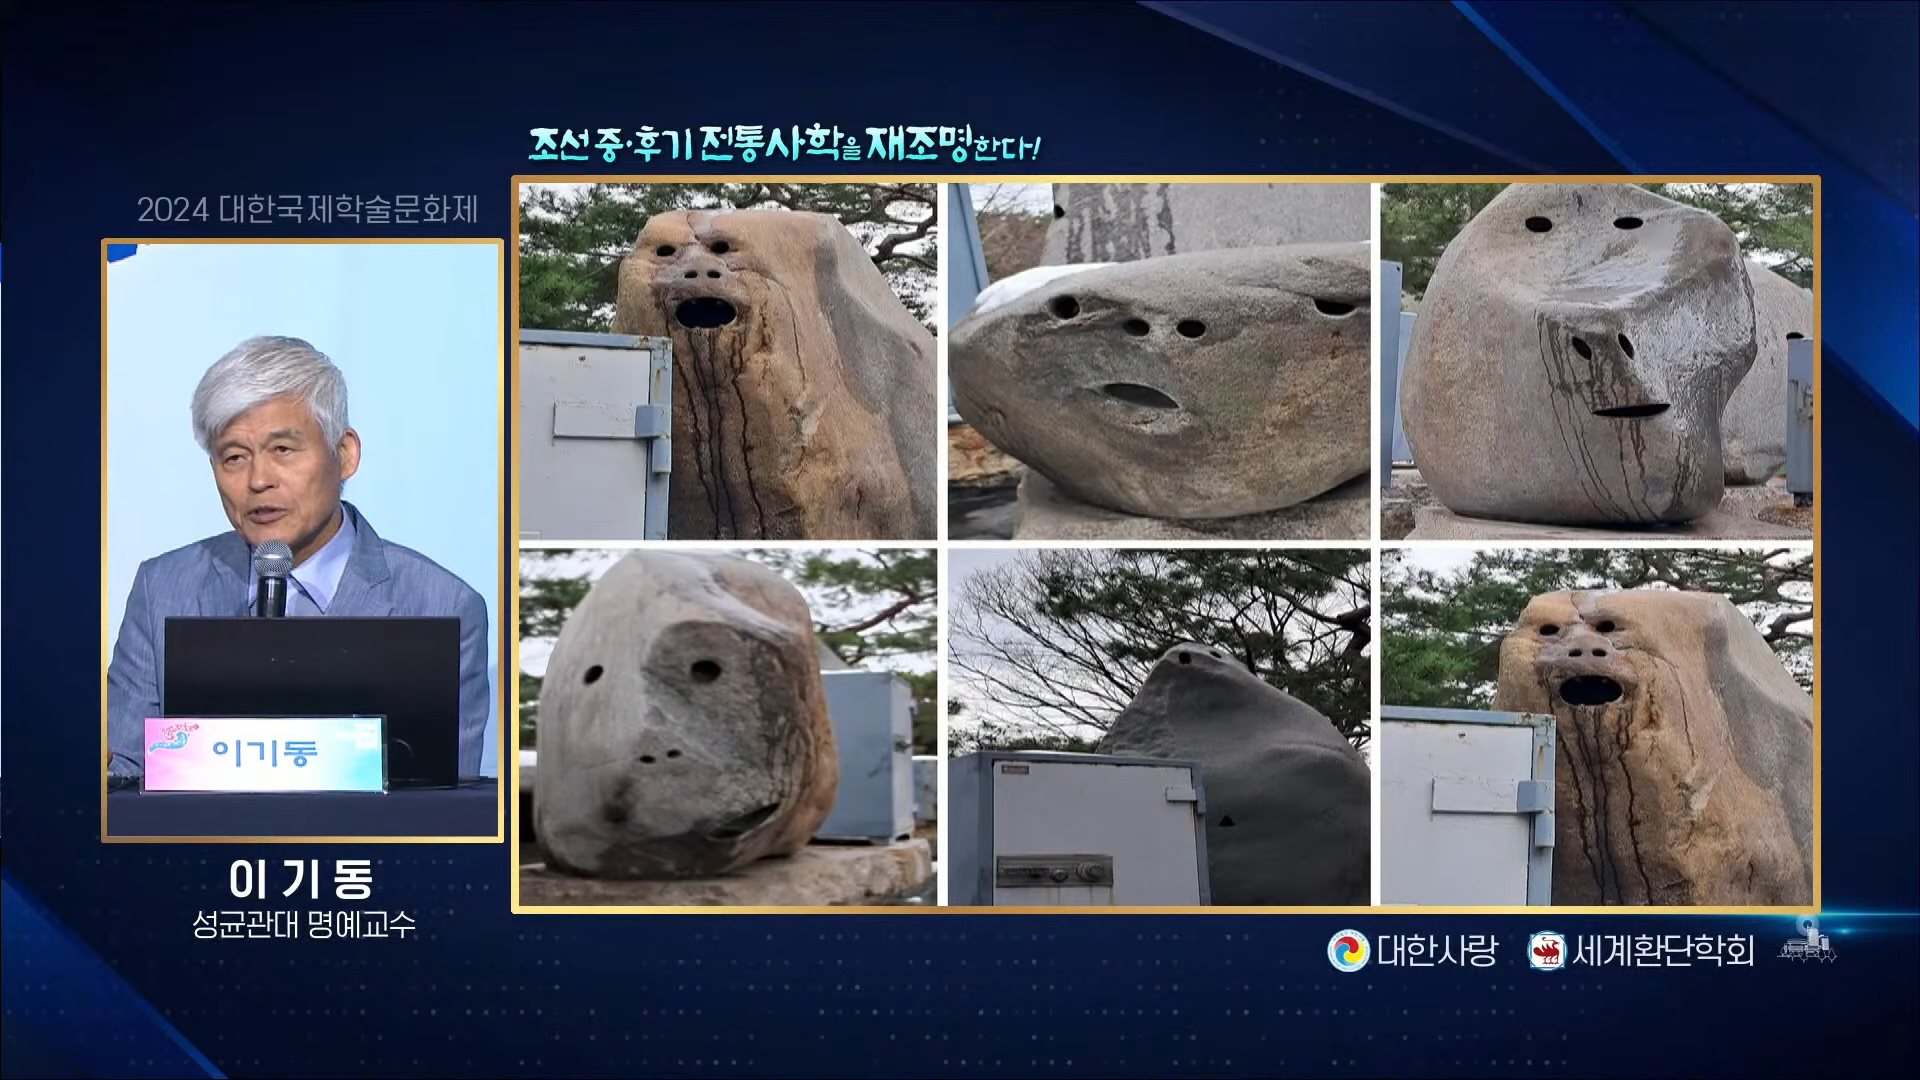 조선 중·후기 전통사학을 재조명한다!
2024 대한국제학술문화제
이기동
이 기 동
성균관대 명예교수
대한사랑
세계환단학회